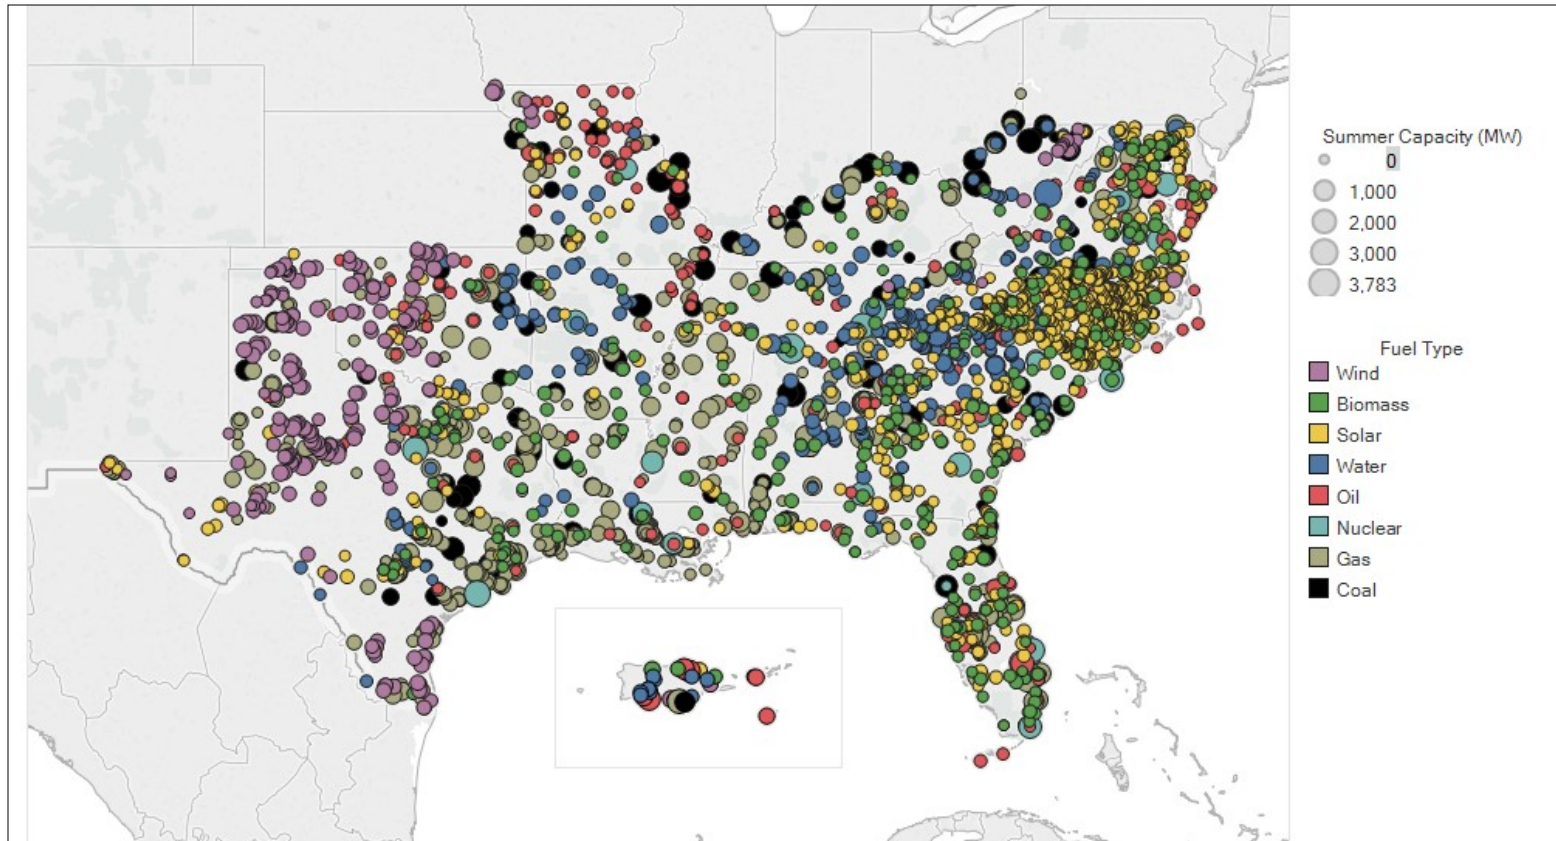 Summer Capacity (MW)
0
1,000
2,000
3,000
3,783
Fuel Type
Wind
Biomass
Solar
Water
Oil
Nuclear
Gas
Coal